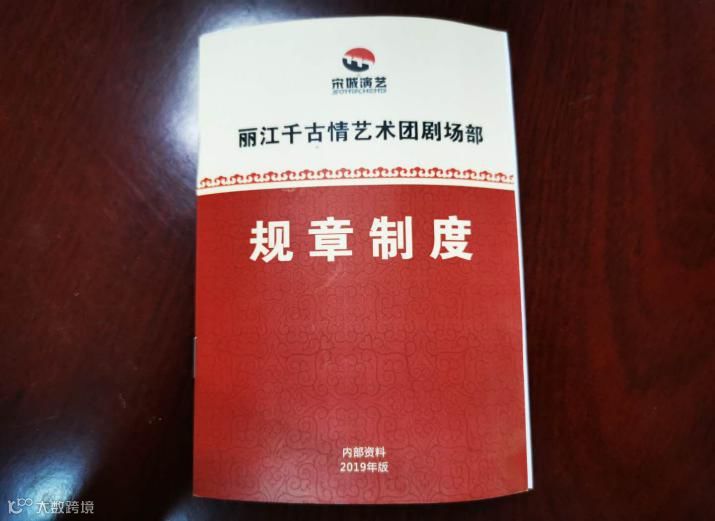 宋城演艺
SONGCHENG
丽江千古情艺术团剧场部
规章制度
内部资料
2019年版
大数跨境